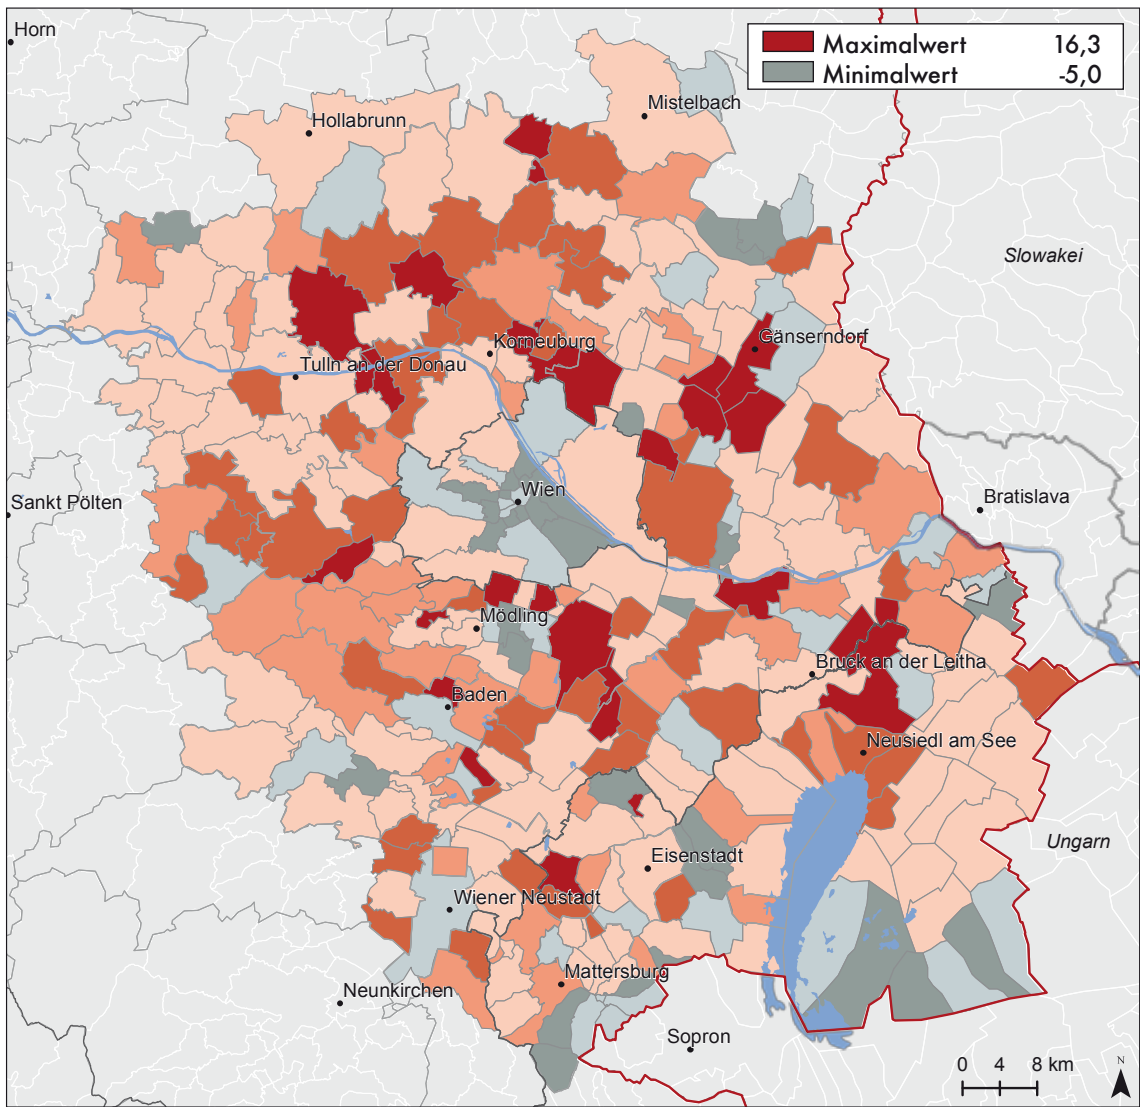 Horn
Maximalwert 16,3
Minimalwert -5,0
Mistelbach
Hollabrunn
Slowakei
Gänserndorf
Korneuburg
Tulln an der Donau
Wien
Bratislava
Sankt Pölten
Mödling
Bruck an der Leitha
Baden
Neusiedl am See
Ungarn
Eisenstadt
Wiener Neustadt
Mattersburg
Neunkirchen
Sopron
0 4 8 km
N